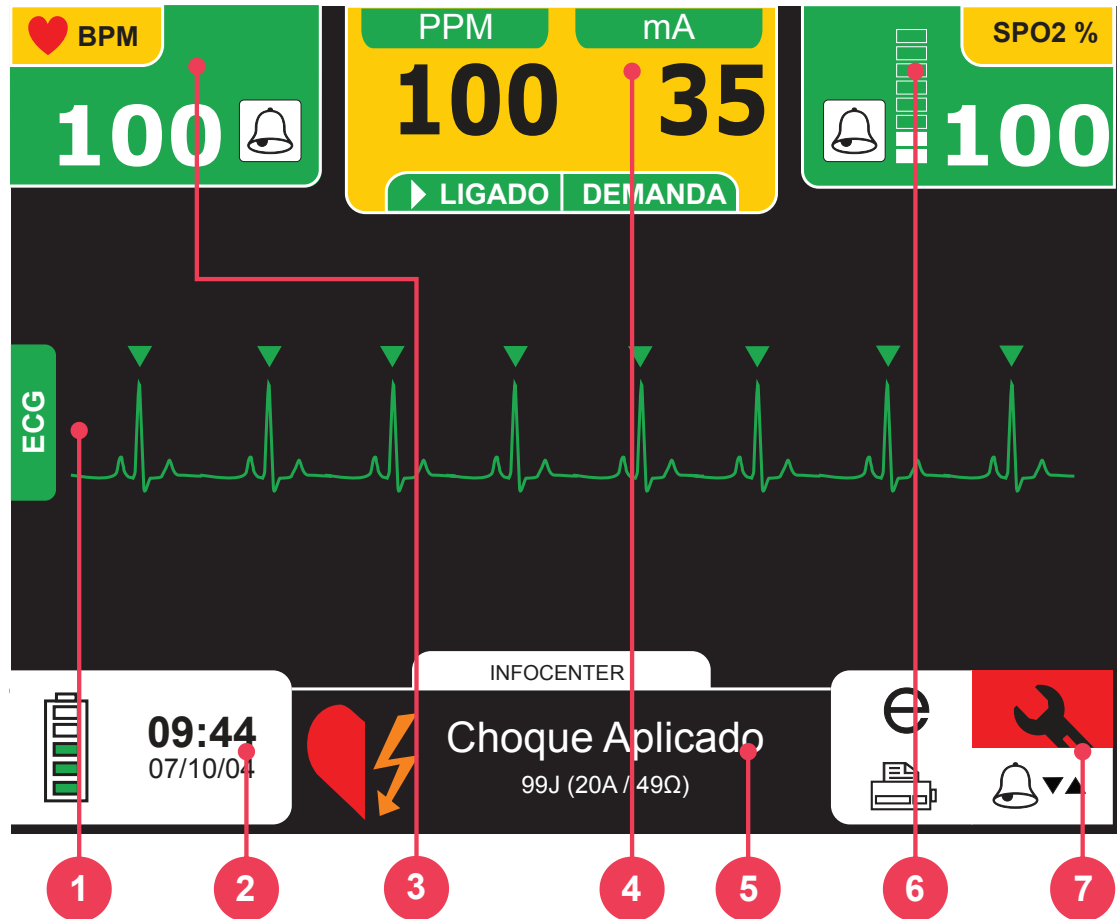 BPM
100
PPM mA
100 35
LIGADO DEMANDA
SPO2 %
100
ECG
INFOCENTER
09:44
07/10/04
Choque Aplicado
99J (20A / 49Ω)
e
1 2 3 4 5 6 7